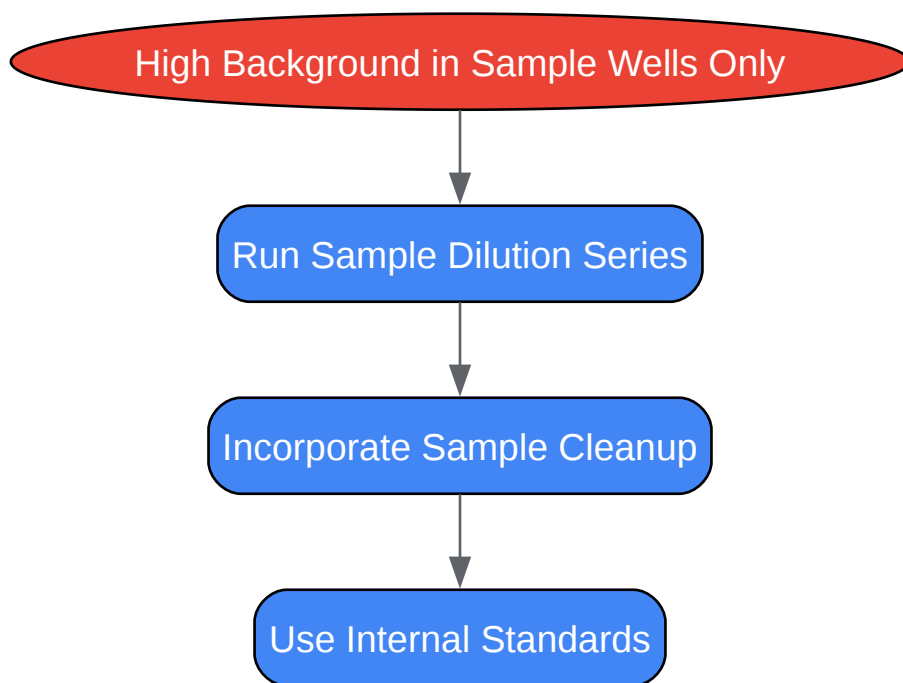 High Background in Sample Wells Only
Run Sample Dilution Series
Incorporate Sample Cleanup
Use Internal Standards